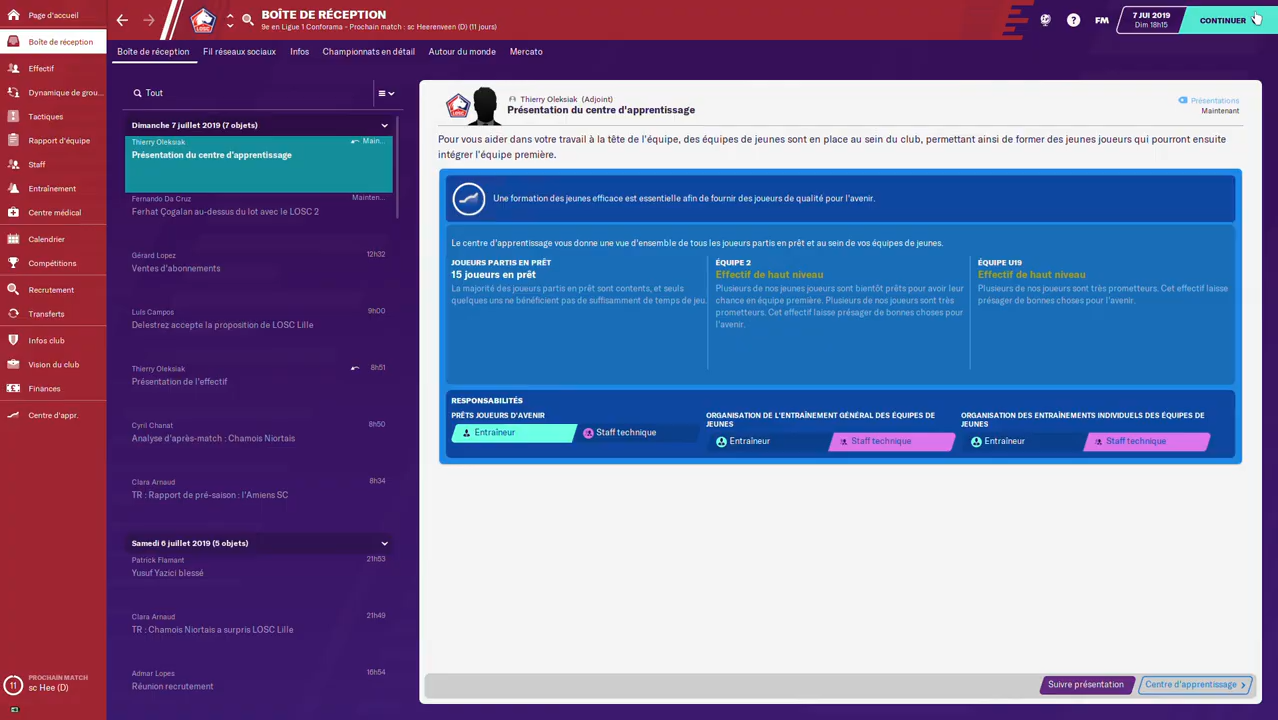 Page d'accueil
Boîte de réception
Effectif
Dynamique de grou...
Tactiques
Rapport d'équipe
Staff
Entraînement
Centre médical
Calendrier
Compétitions
Recrutement
Transferts
Infos club
Vision du club
Finances
Centre d'appr.
11
PROCHAIN MATCH
sc Hee (D)
LOSC
BOÎTE DE RÉCEPTION
9e en Ligue 1 Conforama - Prochain match : sc Heerenveen (D) (11 jours)
?
FM
7 JUI 2019
Dim 18h15
CONTINUER
Boîte de réception
Fil réseaux sociaux
Infos
Championnats en détail
Autour du monde
Mercato
Tout
Dimanche 7 juillet 2019 (7 objets)
Thierry Oleksiak
Main...
Présentation du centre d'apprentissage
Fernando Da Cruz
Mainten...
Ferhat Çogalan au-dessus du lot avec le LOSC 2
Gérard Lopez
12h32
Ventes d'abonnements
Luís Campos
9h00
Delestrez accepte la proposition de LOSC Lille
Thierry Oleksiak
8h51
Présentation de l'effectif
Cyril Chanat
8h50
Analyse d'après-match : Chamois Niortais
Clara Arnaud
8h34
TR : Rapport de pré-saison : l'Amiens SC
Samedi 6 juillet 2019 (5 objets)
Patrick Flamant
21h53
Yusuf Yazici blessé
Clara Arnaud
21h49
TR : Chamois Niortais a surpris LOSC Lille
Admar Lopes
16h54
Réunion recrutement
LOSC
Thierry Oleksiak (Adjoint)
Présentation du centre d'apprentissage
Présentations
Maintenant
Pour vous aider dans votre travail à la tête de l'équipe, des équipes de jeunes sont en place au sein du club, permettant ainsi de former des jeunes joueurs qui pourront ensuite
intégrer l'équipe première.
Une formation des jeunes efficace est essentielle afin de fournir des joueurs de qualité pour l'avenir.
Le centre d'apprentissage vous donne une vue d'ensemble de tous les joueurs partis en prêt et au sein de vos équipes de jeunes.
JOUEURS PARTIS EN PRÊT
15 joueurs en prêt
La majorité des joueurs partis en prêt sont contents, et seuls
quelques uns ne bénéficient pas de suffisamment de temps de jeu.
ÉQUIPE 2
Effectif de haut niveau
Plusieurs de nos jeunes joueurs sont bientôt prêts pour avoir leur
chance en équipe première. Plusieurs de nos joueurs sont très
prometteurs. Cet effectif laisse présager de bonnes choses pour
l'avenir.
ÉQUIPE U19
Effectif de haut niveau
Plusieurs de nos joueurs sont très prometteurs. Cet effectif laisse
présager de bonnes choses pour l'avenir.
RESPONSABILITÉS
PRÊTS JOUEURS D'AVENIR
Entraîneur
Staff technique
ORGANISATION DE L'ENTRAÎNEMENT GÉNÉRAL DES ÉQUIPES DE
JEUNES
Entraîneur
Staff technique
ORGANISATION DES ENTRAÎNEMENTS INDIVIDUELS DES ÉQUIPES DE
JEUNES
Entraîneur
Staff technique
Suivre présentation
Centre d'apprentissage